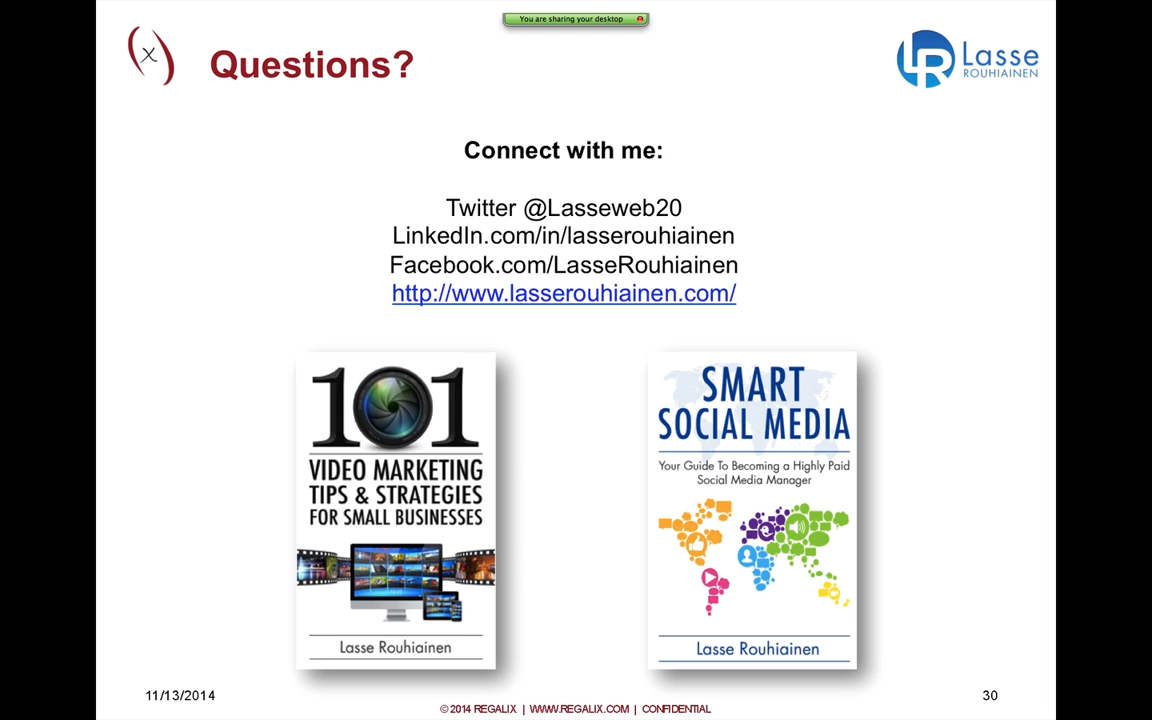 You are sharing your desktop
x
Questions?
LR Lasse
ROUHIAINEN
Connect with me:
Twitter @Lasseweb20
LinkedIn.com/in/lasserouhiainen
Facebook.com/LasseRouhiainen
http://www.lasserouhiainen.com/
101
VIDEO MARKETING
TIPS & STRATEGIES
FOR SMALL BUSINESSES
Lasse Rouhiainen
SMART
SOCIAL MEDIA
Your Guide To Becoming a Highly Paid
Social Media Manager
Lasse Rouhiainen
11/13/2014
© 2014 REGALIX | WWW.REGALIX.COM | CONFIDENTIAL
30